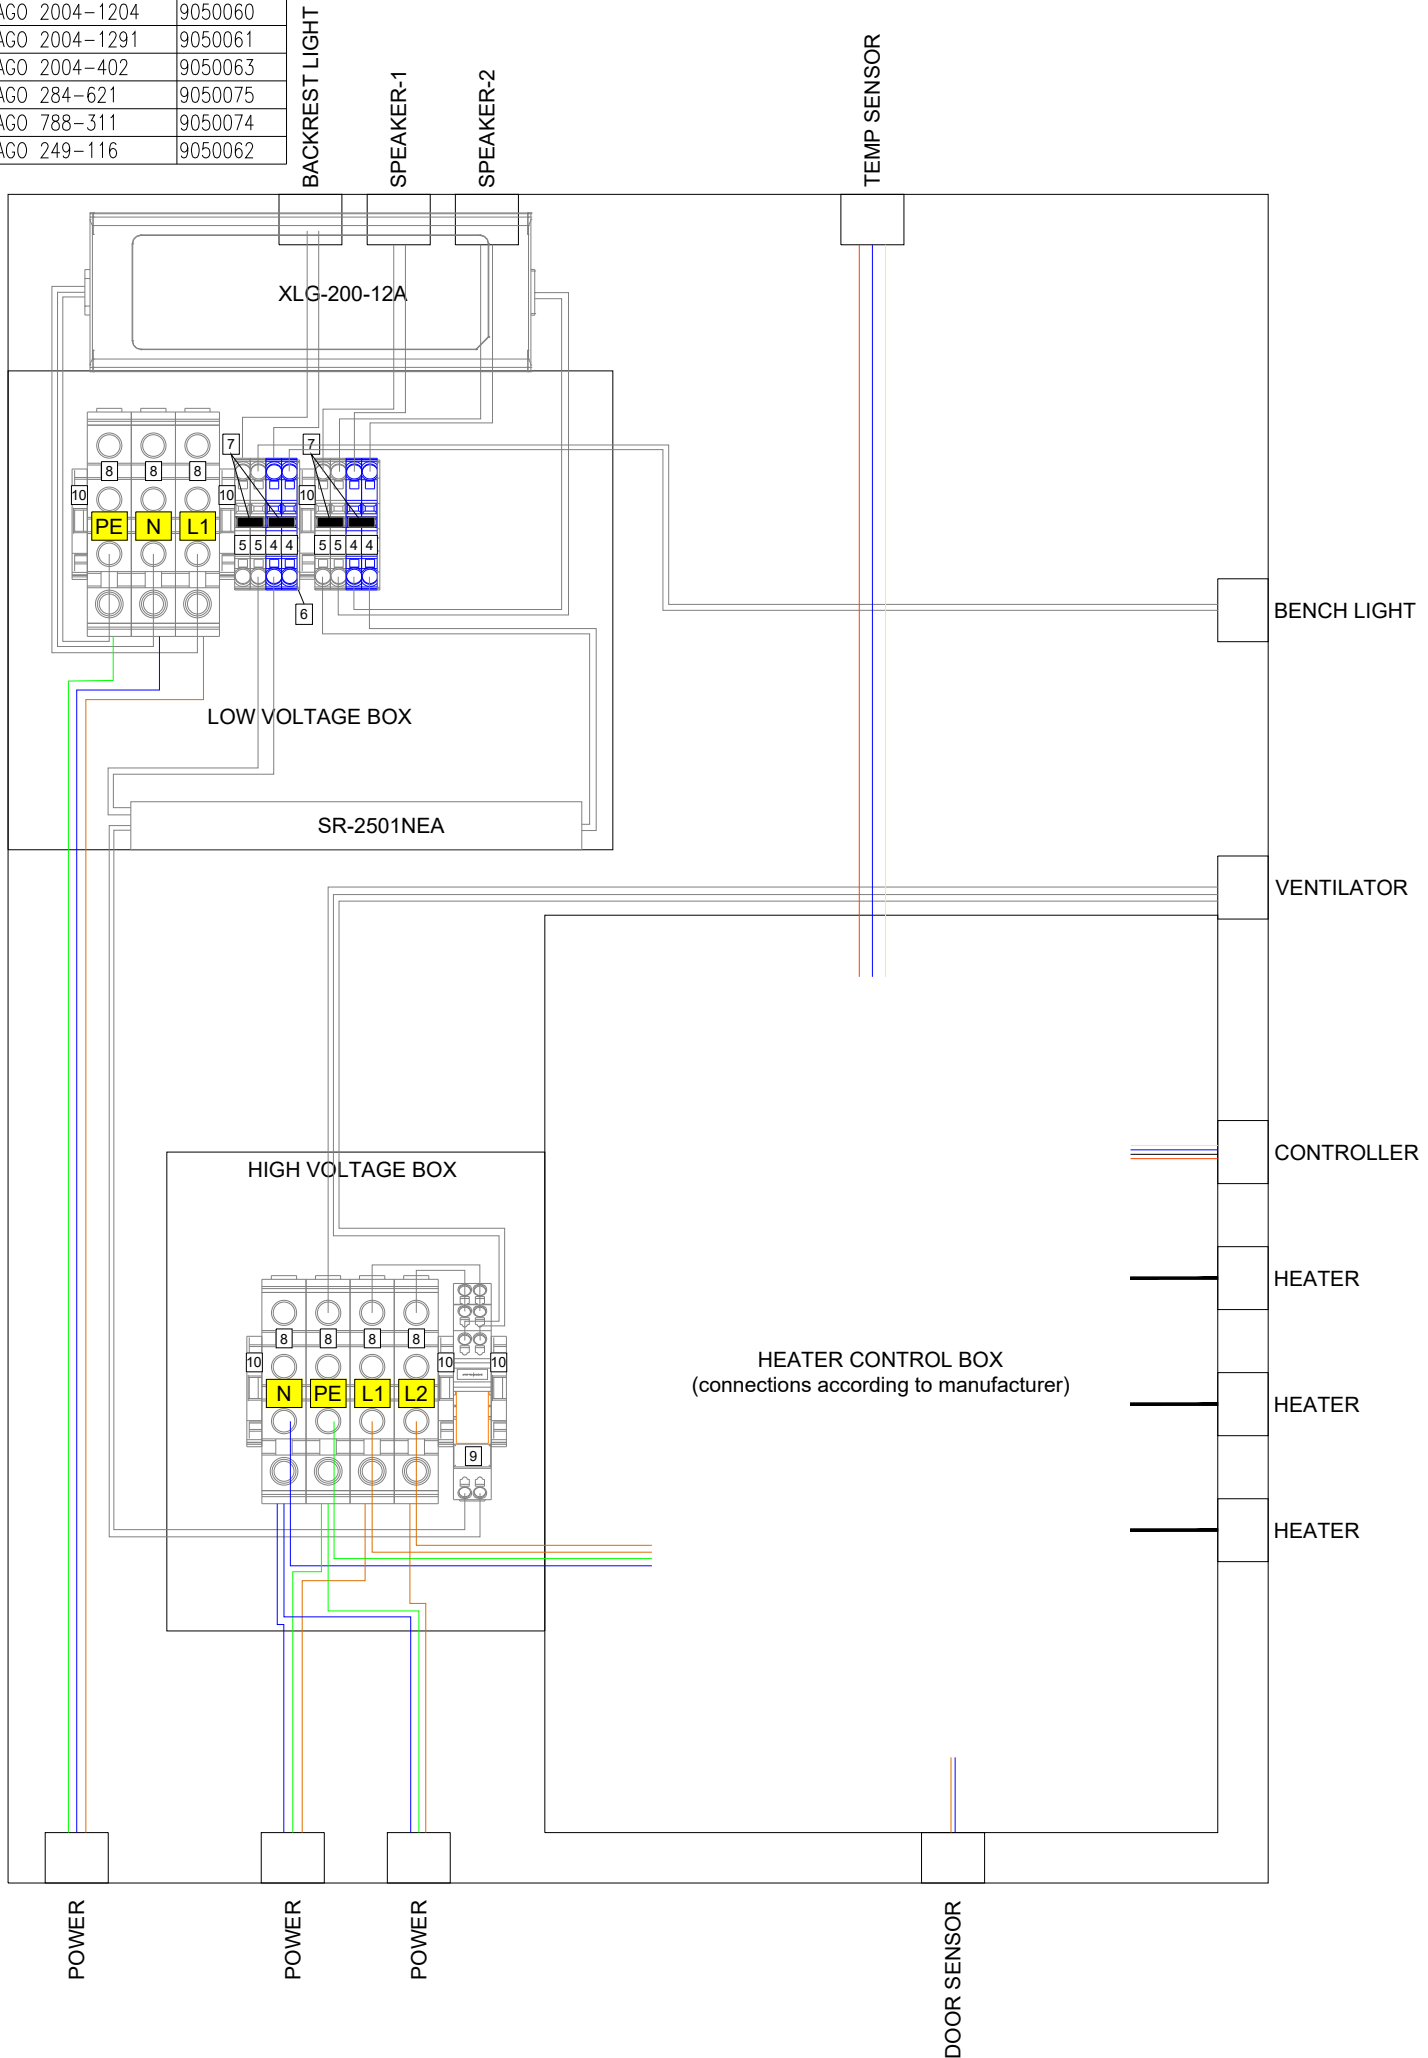 AGO 2004-1204 9050060
AGO 2004-1291 9050061
AGO 2004-402 9050063
AGO 284-621 9050075
AGO 788-311 9050074
AGO 249-116 9050062
BACKREST LIGHT
SPEAKER-1
SPEAKER-2
TEMP SENSOR
XLG-200-12A
7 7
8 8 8
10 10 10
PE N L1
5 5 4 4 5 5 4 4
6
BENCH LIGHT
LOW VOLTAGE BOX
SR-2501NEA
VENTILATOR
CONTROLLER
HIGH VOLTAGE BOX
HEATER
8 8 8 8
10 10 10
HEATER CONTROL BOX
(connections according to manufacturer)
N PE L1 L2
HEATER
9
HEATER
POWER
POWER
POWER
DOOR SENSOR